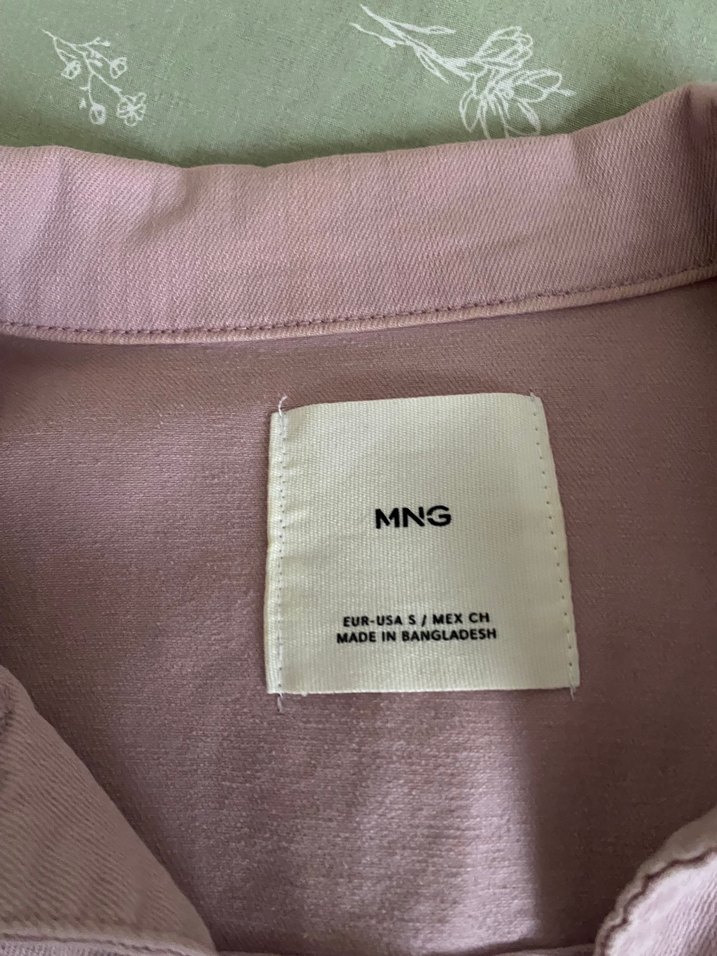 MNG
EUR-USA S / MEX CH
MADE IN BANGLADESH